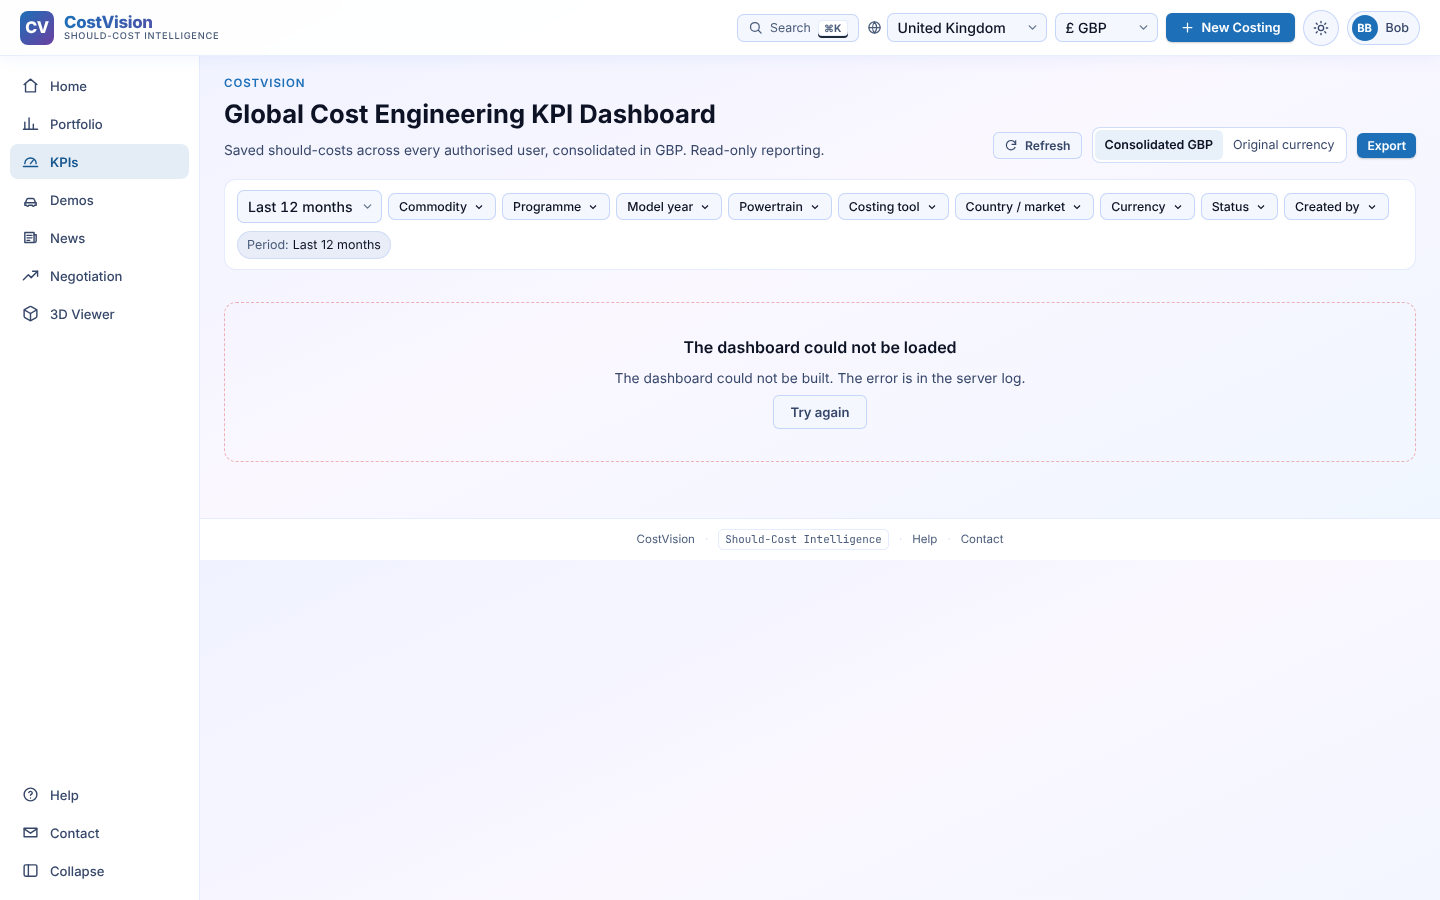 CV CostVision
SHOULD-COST INTELLIGENCE
Search ⌘K
United Kingdom
£ GBP
+ New Costing
BB Bob
Home
Portfolio
KPIs
Demos
News
Negotiation
3D Viewer
Help
Contact
Collapse
COSTVISION
Global Cost Engineering KPI Dashboard
Saved should-costs across every authorised user, consolidated in GBP. Read-only reporting.
Refresh
Consolidated GBP
Original currency
Export
Last 12 months
Commodity
Programme
Model year
Powertrain
Costing tool
Country / market
Currency
Status
Created by
Period: Last 12 months
The dashboard could not be loaded
The dashboard could not be built. The error is in the server log.
Try again
CostVision · Should-Cost Intelligence · Help · Contact